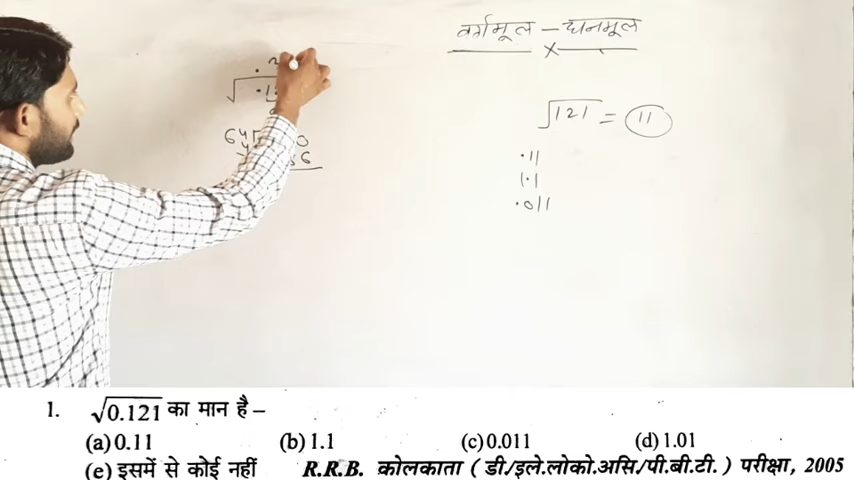 वर्गमूल – घनमूल
×
√121 = 11
.11
1.1
.011
64
1. √0.121 का मान है–
(a) 0.11 (b) 1.1 (c) 0.011 (d) 1.01
(e) इसमें से कोई नहीं R.R.B. कोलकाता ( डी./इले.लोको.असि/पी.बी.टी. ) परीक्षा, 2005